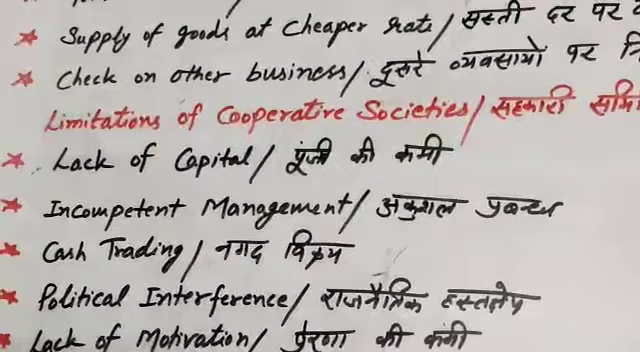 Supply of goods at Cheaper rate / सस्ती दर पर
Check on other business / दूसरे व्यवसायो पर
Limitations of Cooperative Societies / सहकारी समि
Lack of Capital / पूंजी की कमी
Incompetent Management / अकुशल प्रबन्ध
Cash Trading / नगद विक्रय
Political Interference / राजनैतिक हस्तक्षेप
Lack of Motivation / प्रेरणा की कमी